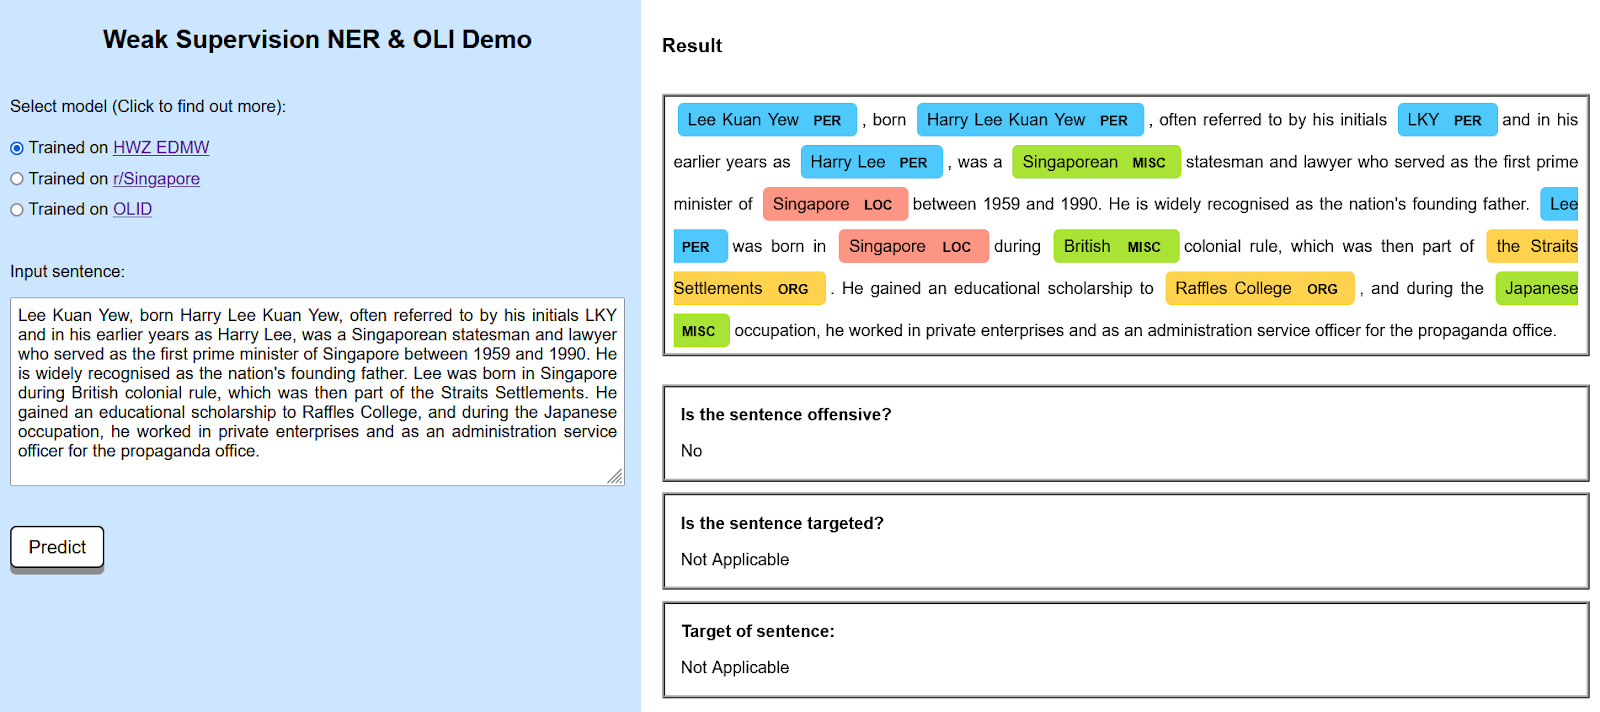 Weak Supervision NER & OLI Demo
Select model (Click to find out more):
Trained on HWZ EDMW
Trained on r/Singapore
Trained on OLID
Input sentence:
Lee Kuan Yew, born Harry Lee Kuan Yew, often referred to by his initials LKY
and in his earlier years as Harry Lee, was a Singaporean statesman and lawyer
who served as the first prime minister of Singapore between 1959 and 1990. He
is widely recognised as the nation's founding father. Lee was born in Singapore
during British colonial rule, which was then part of the Straits Settlements. He
gained an educational scholarship to Raffles College, and during the Japanese
occupation, he worked in private enterprises and as an administration service
officer for the propaganda office.
Predict
Result
Lee Kuan Yew PER , born Harry Lee Kuan Yew PER , often referred to by his initials LKY PER and in his
earlier years as Harry Lee PER , was a Singaporean MISC statesman and lawyer who served as the first prime
minister of Singapore LOC between 1959 and 1990. He is widely recognised as the nation's founding father. Lee
PER was born in Singapore LOC during British MISC colonial rule, which was then part of the Straits
Settlements ORG . He gained an educational scholarship to Raffles College ORG , and during the Japanese
MISC occupation, he worked in private enterprises and as an administration service officer for the propaganda office.
Is the sentence offensive?
No
Is the sentence targeted?
Not Applicable
Target of sentence:
Not Applicable